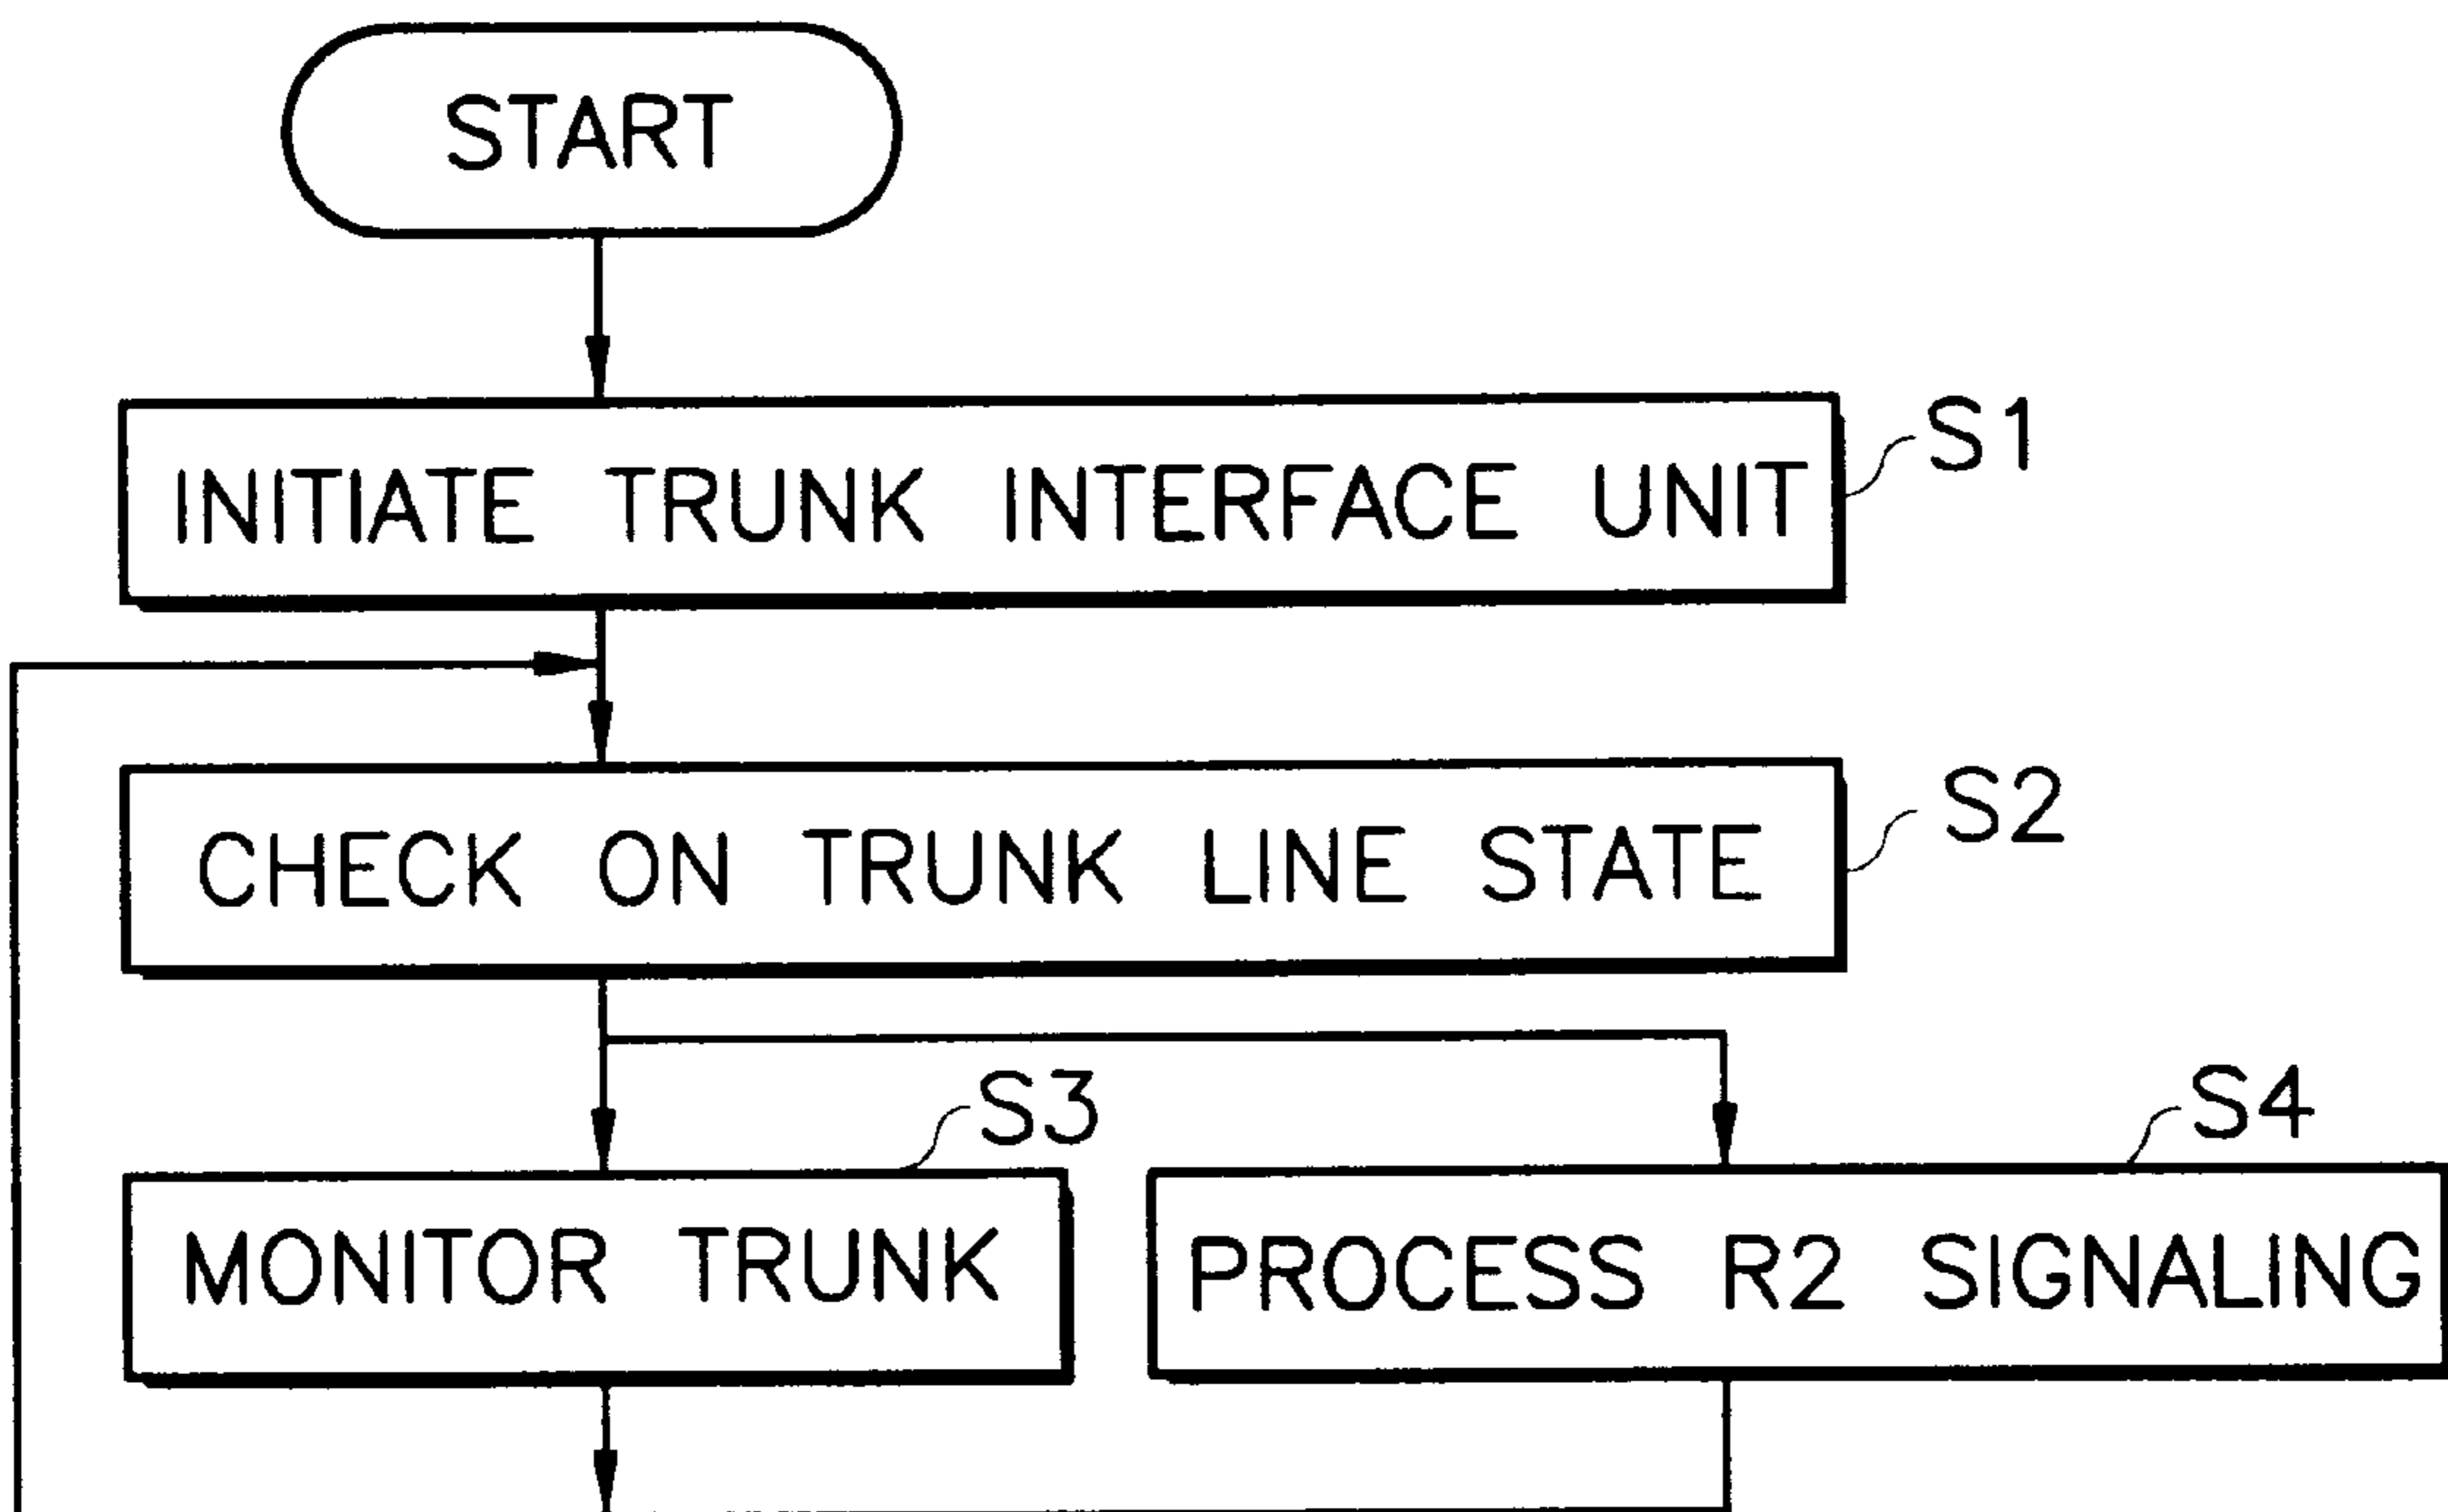 START
INITIATE TRUNK INTERFACE UNIT
S1
CHECK ON TRUNK LINE STATE
S2
S3
S4
MONITOR TRUNK
PROCESS R2 SIGNALING